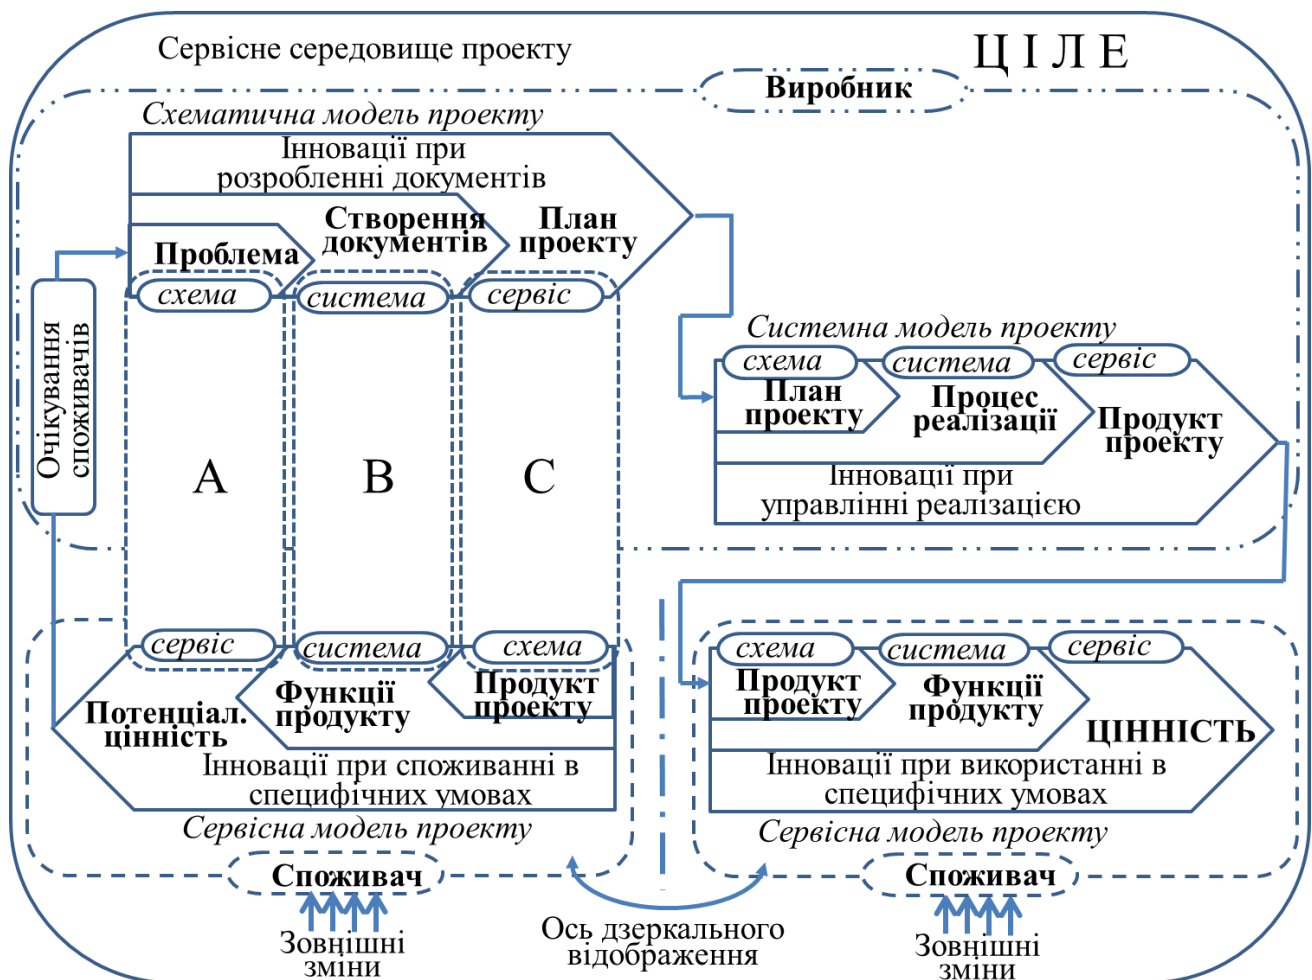 Сервісне середовище проекту
Ц І Л Е
Виробник
Схематична модель проекту
Інновації при
розробленні документів
Створення
документів
План
проекту
Проблема
схема
система
сервіс
Очікування
споживачів
A
B
C
Системна модель проекту
схема
система
сервіс
План
проекту
Процес
реалізації
Продукт
проекту
Інновації при
управлінні реалізацією
сервіс
система
схема
Потенціал.
цінність
Функції
продукту
Продукт
проекту
Інновації при споживанні в
специфічних умовах
Сервісна модель проекту
Споживач
Зовнішні
зміни
Ось дзеркального
відображення
схема
система
сервіс
Продукт
проекту
Функції
продукту
ЦІННІСТЬ
Інновації при використанні в
специфічних умовах
Сервісна модель проекту
Споживач
Зовнішні
зміни